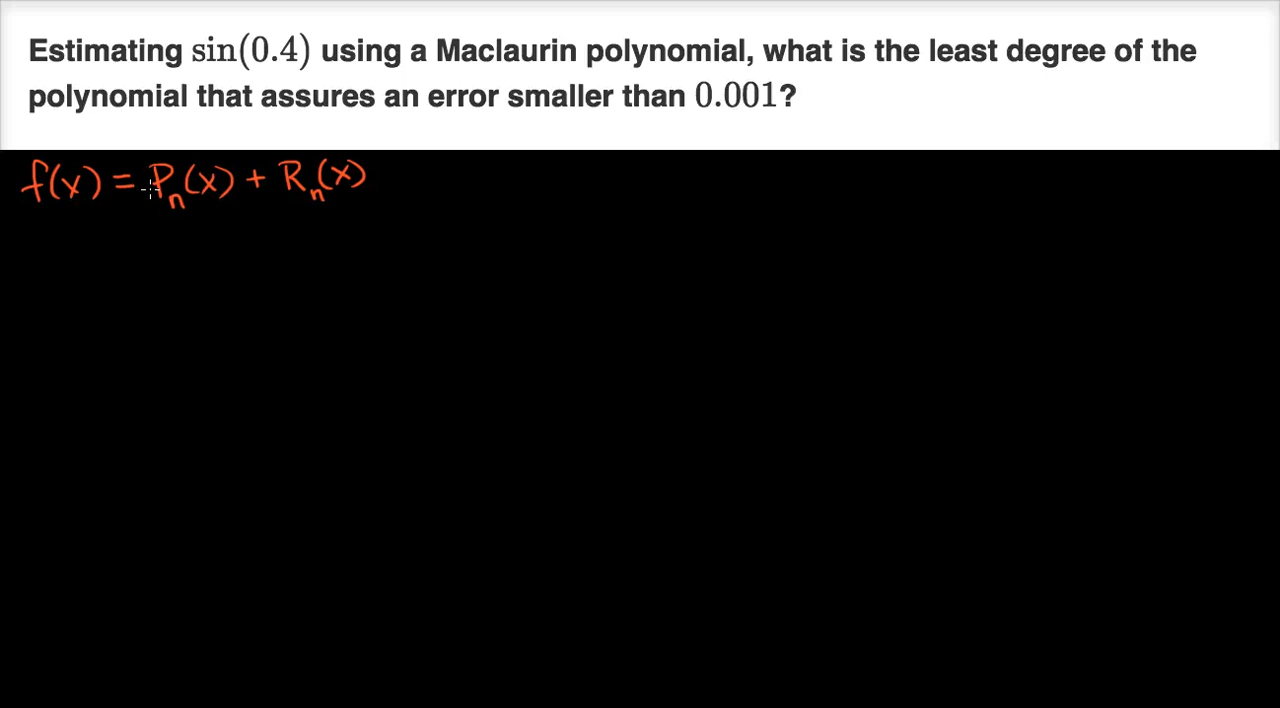 Estimating sin(0.4) using a Maclaurin polynomial, what is the least degree of the
polynomial that assures an error smaller than 0.001?
f(x) = Pₙ(x) + Rₙ(x)